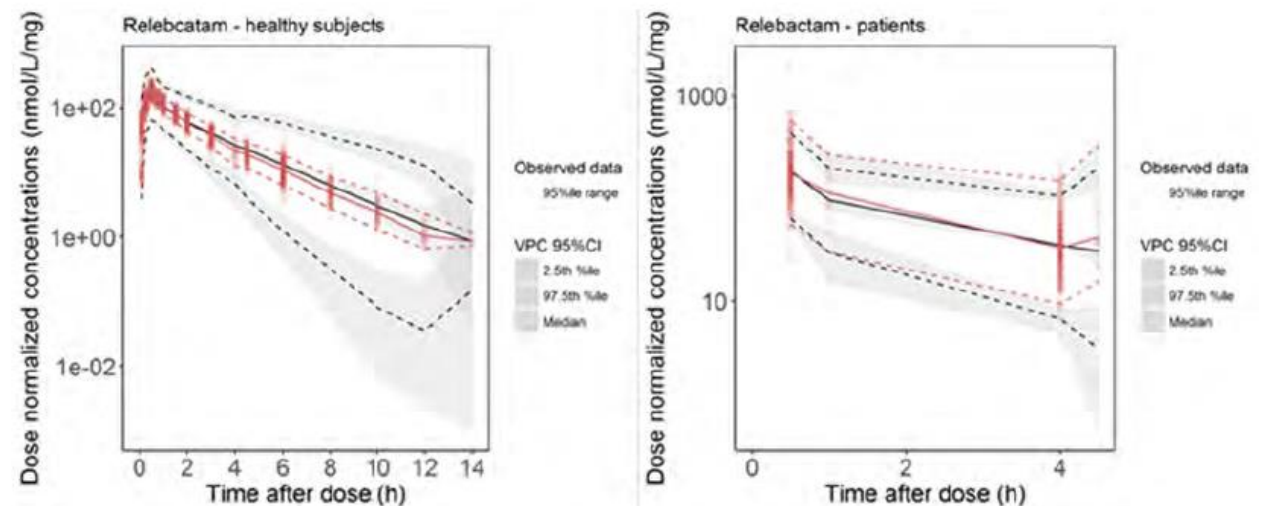 Relebcatam - healthy subjects
Dose normalized concentrations (nmol/L/mg)
1e+02
1e+00
1e-02
0 2 4 6 8 10 12 14
Time after dose (h)
Observed data
95%ile range
VPC 95%CI
2.5th %ile
97.5th %ile
Median
Relebactam - patients
Dose normalized concentrations (nmol/L/mg)
1000
10
0 2 4
Time after dose (h)
Observed data
95%ile range
VPC 95%CI
2.5th %ile
97.5th %ile
Median